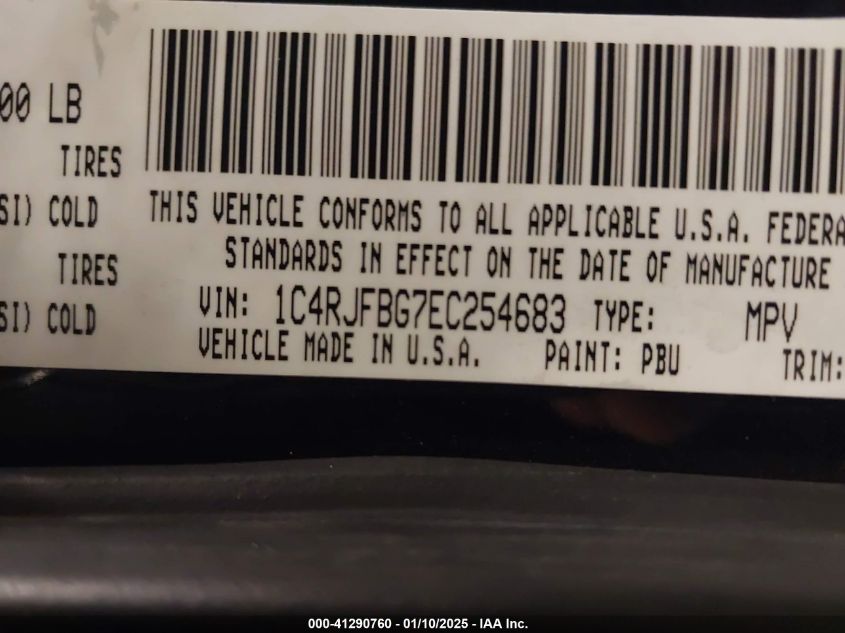 00 LB
TIRES
SI) COLD
TIRES
SI) COLD
THIS VEHICLE CONFORMS TO ALL APPLICABLE U.S.A. FEDERA
STANDARDS IN EFFECT ON THE DATE OF MANUFACTURE
VIN: 1C4RJFBG7EC254683 TYPE: MPV
VEHICLE MADE IN U.S.A. PAINT: PBU TRIM:
000-41290760 - 01/10/2025 - IAA Inc.